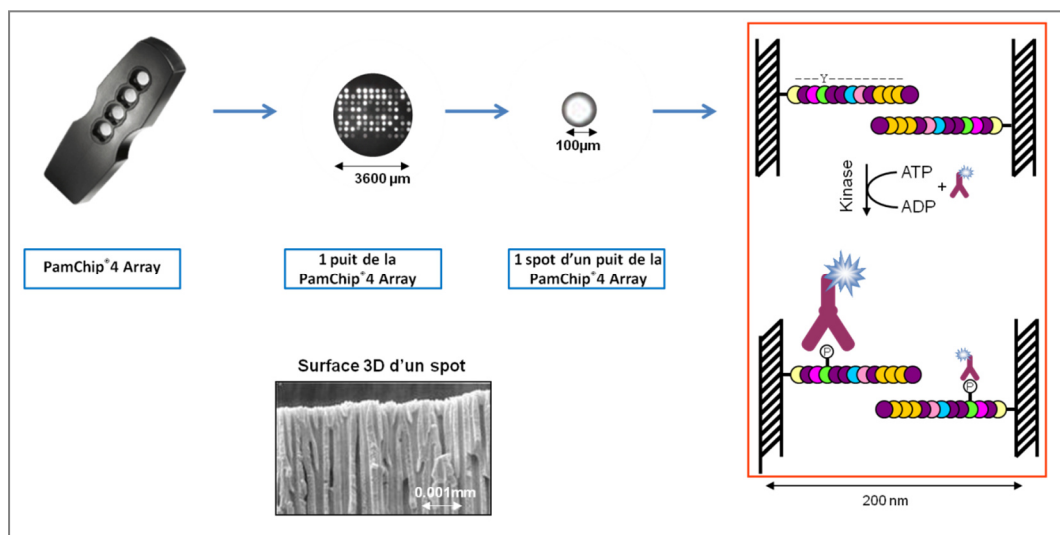 3600 µm
100µm
PamChip®4 Array
1 puit de la
PamChip®4 Array
1 spot d'un puit de la
PamChip®4 Array
Surface 3D d'un spot
0.001mm
---Y----------
Kinase
ATP
+
ADP
P
P
200 nm